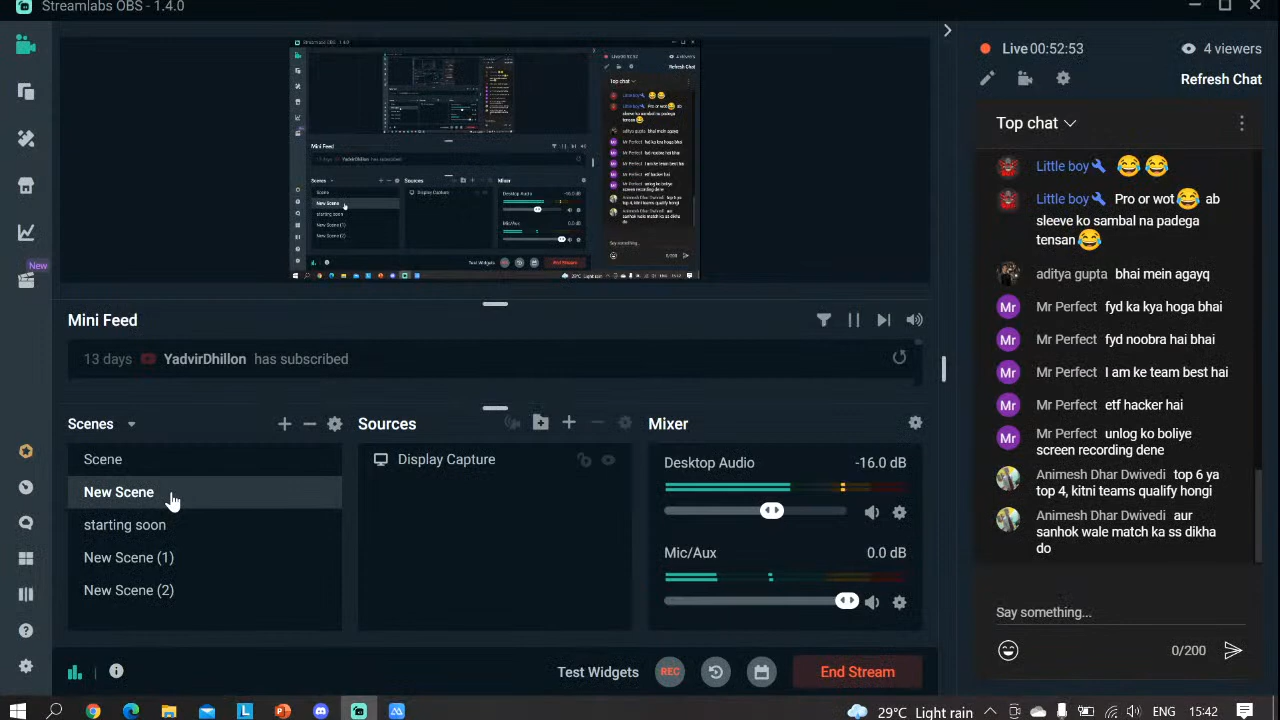 Streamlabs OBS - 1.4.0
Live 00:52:53
4 viewers
Refresh Chat
Top chat
Little boy 😂 😂
Little boy
😂 ab
sleeve ko sambal na padega
teraan 😂
aditya gupta bhai mein agayq
Mr Perfect fyd ka kya hoga bhai
Mr Perfect fyd noobra hai bhai
Mr Perfect I am ke team best hai
Mr Perfect etf hacker hai
Mr Perfect unlog ko boliye
screen recording dene
Animesh Dhar Dwivedi top 6 ya
top 4, kitni teams qualify hongi
Animesh Dhar Dwivedi aur
sanhok wale match ka ss dikha
do
Say something...
0/200
New
Mini Feed
13 days YadvirDhillon has subscribed
Scenes
Scene
New Scene
starting soon
New Scene (1)
New Scene (2)
Sources
Display Capture
Mixer
Desktop Audio -16.0 dB
Mic/Aux 0.0 dB
Test Widgets REC End Stream
29°C Light rain ENG 15:42